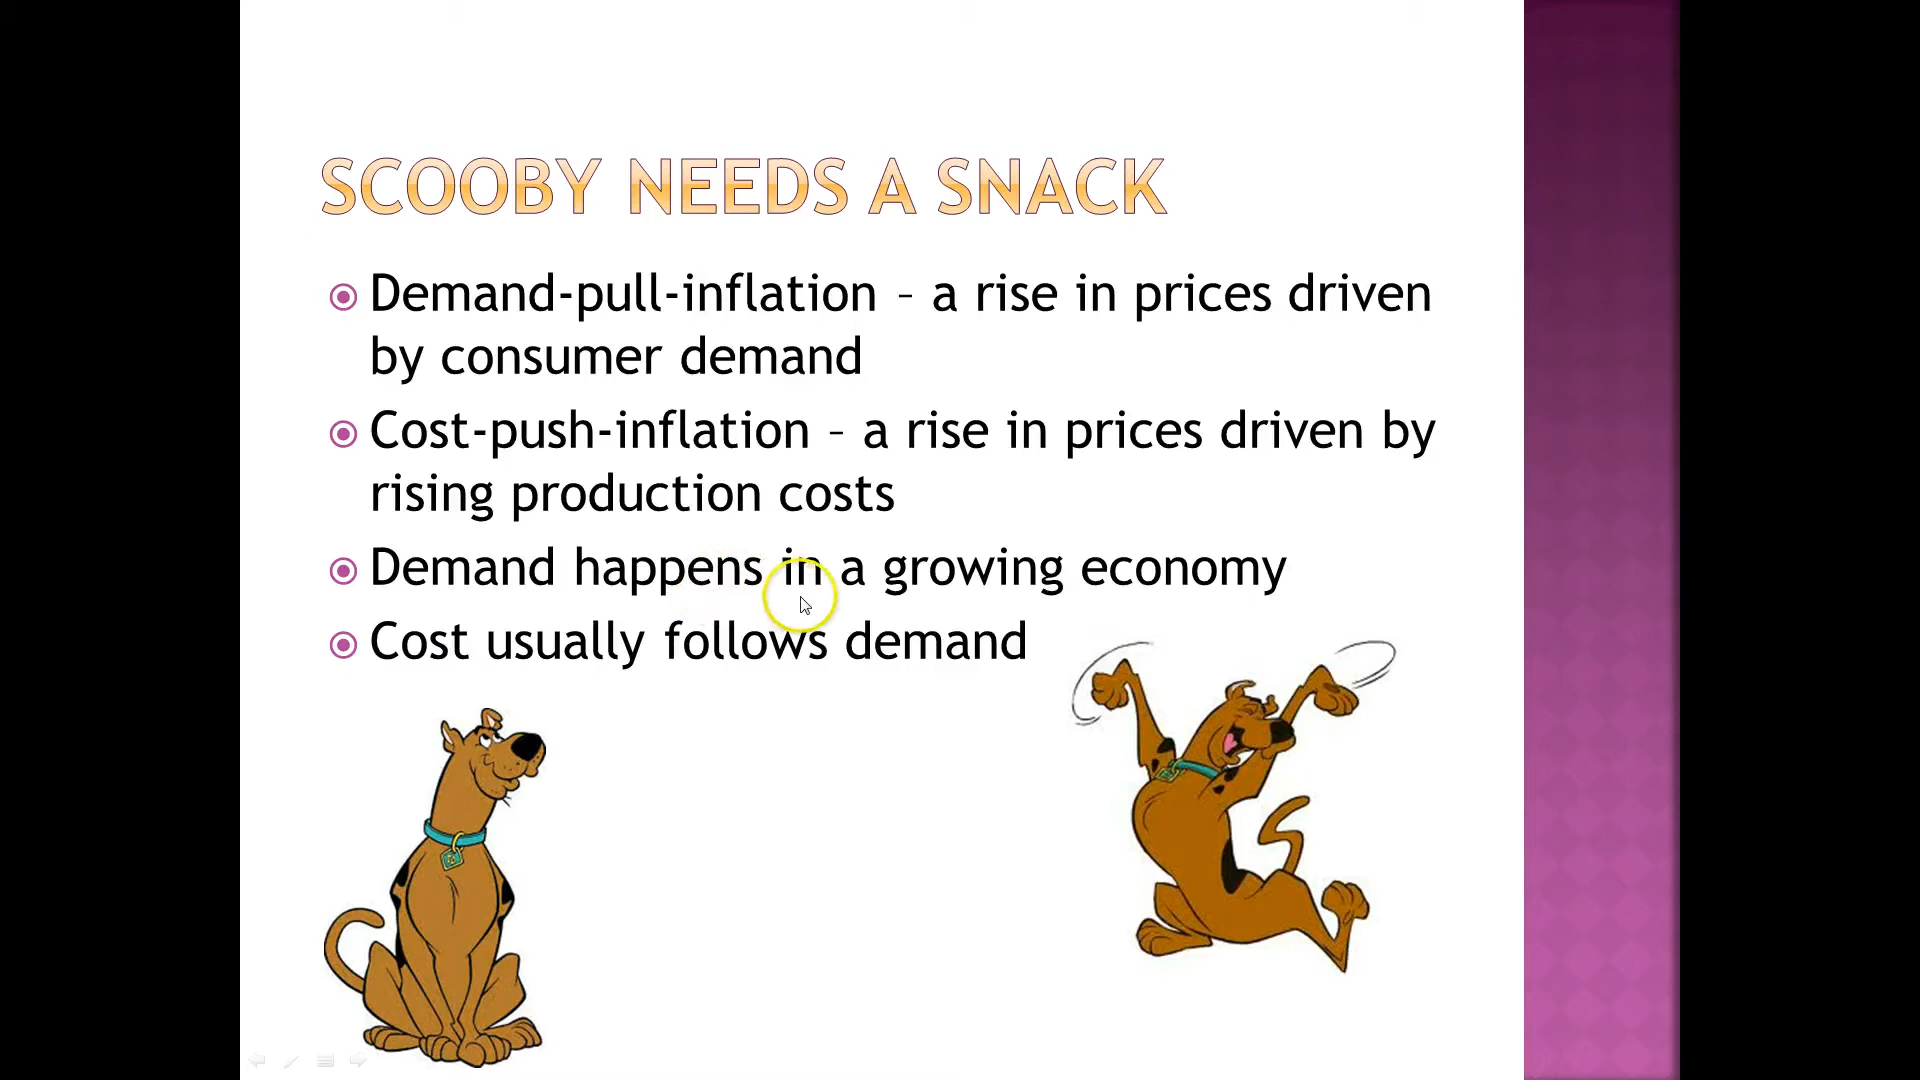 SCOOBY NEEDS A SNACK
Demand-pull-inflation – a rise in prices driven
by consumer demand
Cost-push-inflation – a rise in prices driven by
rising production costs
Demand happens in a growing economy
Cost usually follows demand